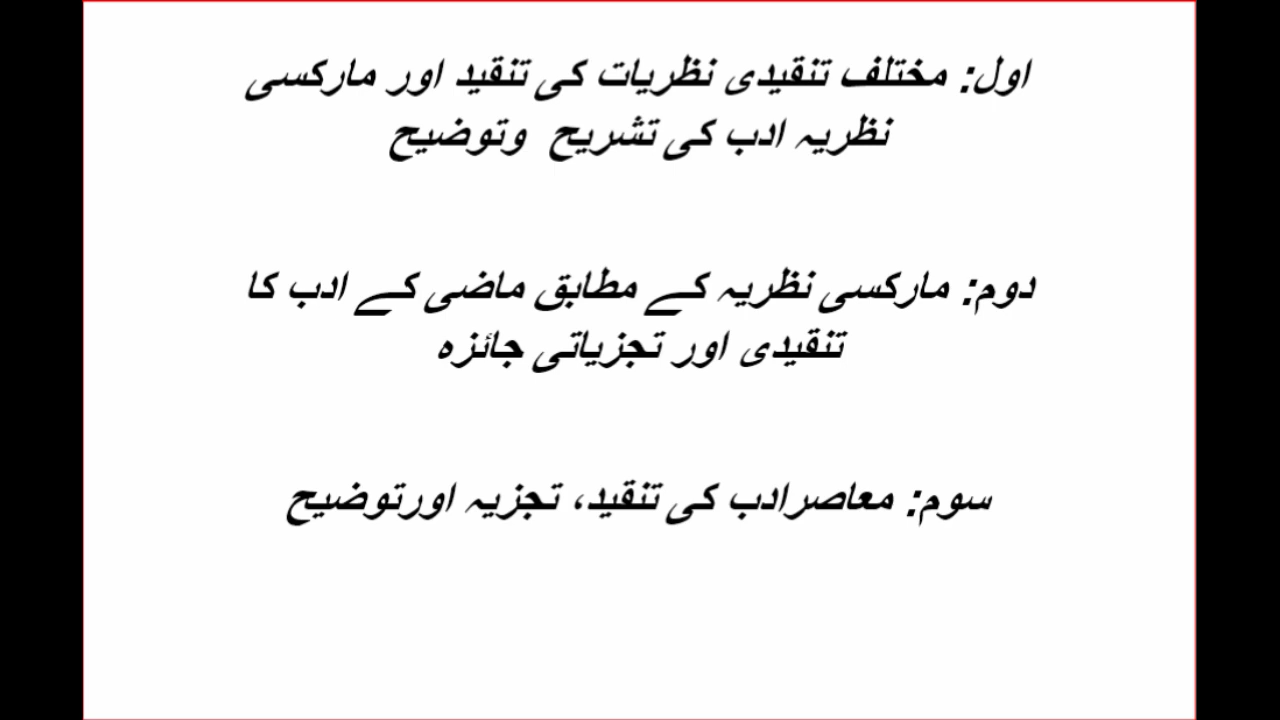 اول: مختلف تنقیدی نظریات کی تنقید اور مارکسی
نظریہ ادب کی تشریح وتوضیح
دوم: مارکسی نظریہ کے مطابق ماضی کے ادب کا
تنقیدی اور تجزیاتی جائزہ
سوم: معاصرادب کی تنقید، تجزیہ اورتوضیح